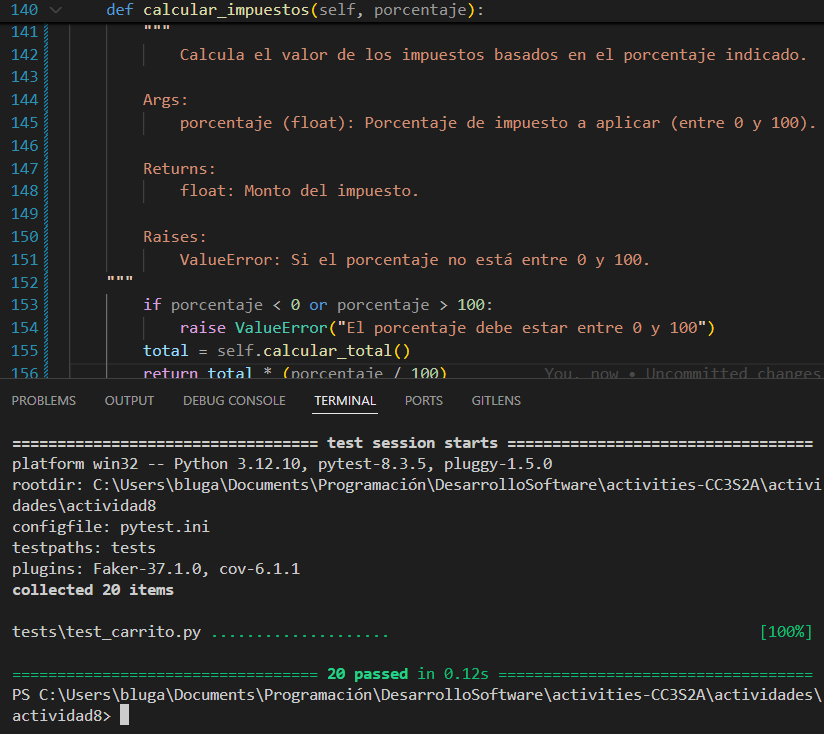 140 def calcular_impuestos(self, porcentaje):
141 """
142 Calcula el valor de los impuestos basados en el porcentaje indicado.
143
144 Args:
145 porcentaje (float): Porcentaje de impuesto a aplicar (entre 0 y 100).
146
147 Returns:
148 float: Monto del impuesto.
149
150 Raises:
151 ValueError: Si el porcentaje no está entre 0 y 100.
152 """
153 if porcentaje < 0 or porcentaje > 100:
154 raise ValueError("El porcentaje debe estar entre 0 y 100")
155 total = self.calcular_total()
156 return total * (porcentaje / 100) You, now • Uncommitted changes
PROBLEMS OUTPUT DEBUG CONSOLE TERMINAL PORTS GITLENS
================================== test session starts ==================================
platform win32 -- Python 3.12.10, pytest-8.3.5, pluggy-1.5.0
rootdir: C:\Users\bluga\Documents\Programación\DesarrolloSoftware\activities-CC3S2A\activi
dades\actividad8
configfile: pytest.ini
testpaths: tests
plugins: Faker-37.1.0, cov-6.1.1
collected 20 items
tests\test_carrito.py .................... [100%]
================================== 20 passed in 0.12s ===================================
PS C:\Users\bluga\Documents\Programación\DesarrolloSoftware\activities-CC3S2A\actividades\
actividad8>